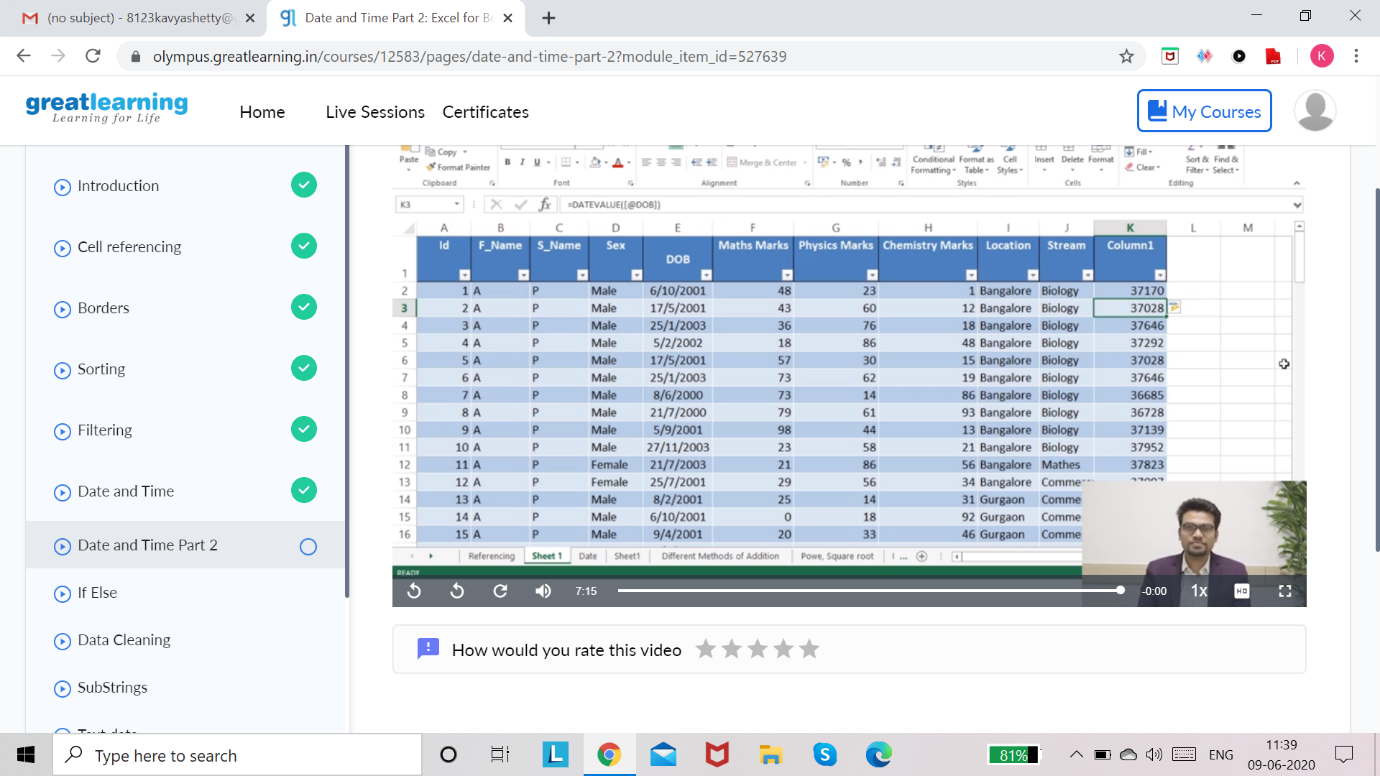 (no subject) - 8123kavyashetty@
Date and Time Part 2: Excel for Be
olympus.greatlearning.in/courses/12583/pages/date-and-time-part-2?module_item_id=527639
K
greatlearning
Learning for Life
Home Live Sessions Certificates
My Courses
Introduction
Cell referencing
Borders
Sorting
Filtering
Date and Time
Date and Time Part 2
If Else
Data Cleaning
SubStrings
Paste Copy Format Painter B I U Merge & Center % Conditional Formatting Format as Table Cell Styles Insert Delete Format Fill Clear Sort & Filter Find & Select
Clipboard Font Alignment Number Styles Cells Editing
K3 fx =DATEVALUE([@DOB])
A B C D E F G H I J K L M
1 Id F_Name S_Name Sex DOB Maths Marks Physics Marks Chemistry Marks Location Stream Column1
2 1 A P Male 6/10/2001 48 23 1 Bangalore Biology 37170
3 2 A P Male 17/5/2001 43 60 12 Bangalore Biology 37028
4 3 A P Male 25/1/2003 36 76 18 Bangalore Biology 37646
5 4 A P Male 5/2/2002 18 86 48 Bangalore Biology 37292
6 5 A P Male 17/5/2001 57 30 15 Bangalore Biology 37028
7 6 A P Male 25/1/2003 73 62 19 Bangalore Biology 37646
8 7 A P Male 8/6/2000 73 14 86 Bangalore Biology 36685
9 8 A P Male 21/7/2000 79 61 93 Bangalore Biology 36728
10 9 A P Male 5/9/2001 98 44 13 Bangalore Biology 37139
11 10 A P Male 27/11/2003 23 58 21 Bangalore Biology 37952
12 11 A P Female 21/7/2003 21 86 56 Bangalore Mathes 37823
13 12 A P Female 25/7/2001 29 56 34 Bangalore Comme
14 13 A P Male 8/2/2001 25 14 31 Gurgaon Comme
15 14 A P Male 6/10/2001 0 18 92 Gurgaon Comme
16 15 A P Male 9/4/2001 20 33 46 Gurgaon Comme
Referencing Sheet 1 Date Sheet1 Different Methods of Addition Powe, Square root I ...
READY
7:15 -0:00 1x HD
How would you rate this video
Type here to search
L S 81% ENG 11:39
09-06-2020